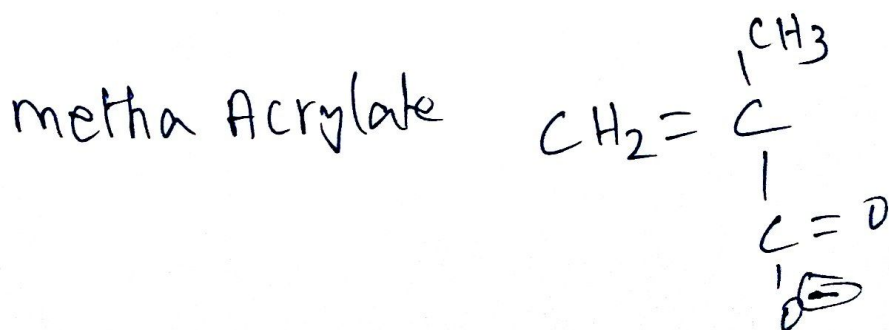 metha Acrylate
CH3
CH2 = C
C = O
O -